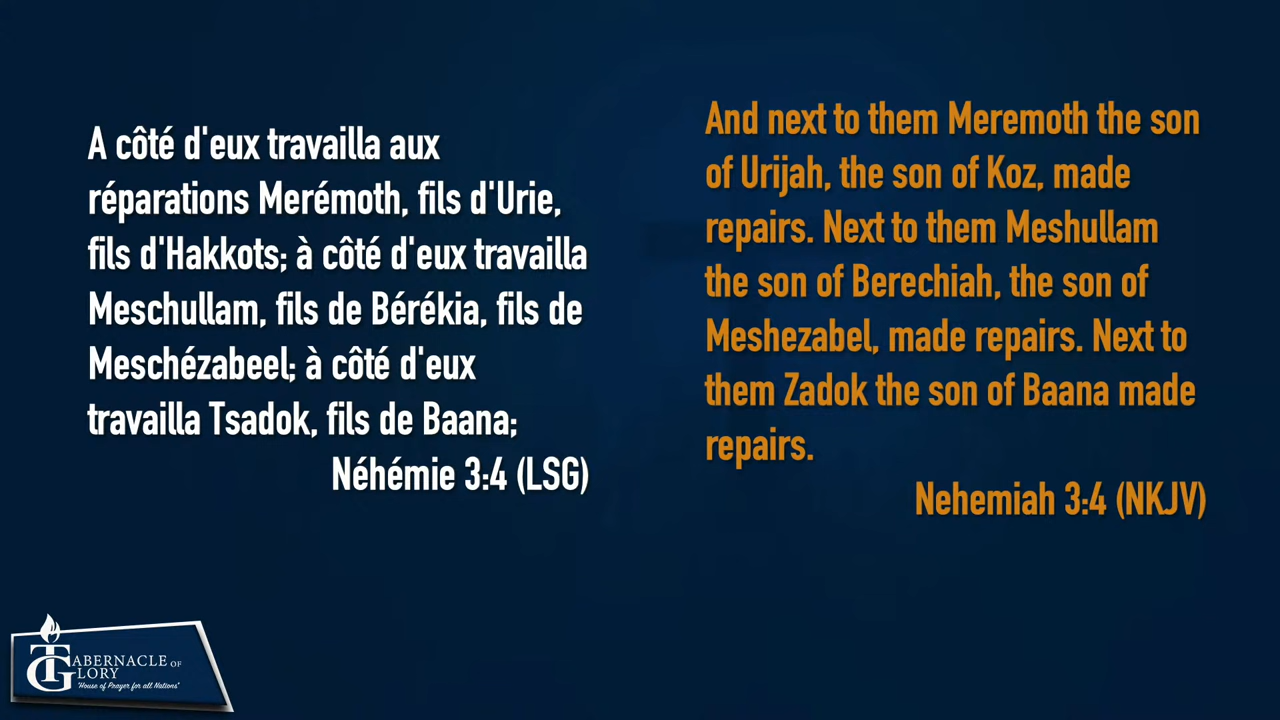 A côté d'eux travailla aux
réparations Merémoth, fils d'Urie,
fils d'Hakkots; à côté d'eux travailla
Meschullam, fils de Bérékia, fils de
Meschézabeel; à côté d'eux
travailla Tsadok, fils de Baana;
Néhémie 3:4 (LSG)
And next to them Meremoth the son
of Urijah, the son of Koz, made
repairs. Next to them Meshullam
the son of Berechiah, the son of
Meshezabel, made repairs. Next to
them Zadok the son of Baana made
repairs.
Nehemiah 3:4 (NKJV)
TABERNACLE OF
GLORY
"House of Prayer for all Nations"